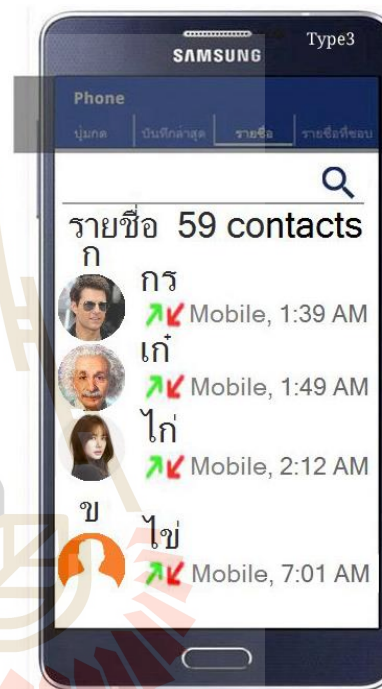 Type3
SAMSUNG
Phone
ปุ่มกด บันทึกล่าสุด รายชื่อ รายชื่อที่ชอบ
รายชื่อ 59 contacts
ก
กร
Mobile, 1:39 AM
เก๋
Mobile, 1:49 AM
ไก่
Mobile, 2:12 AM
ข
ไข่
Mobile, 7:01 AM